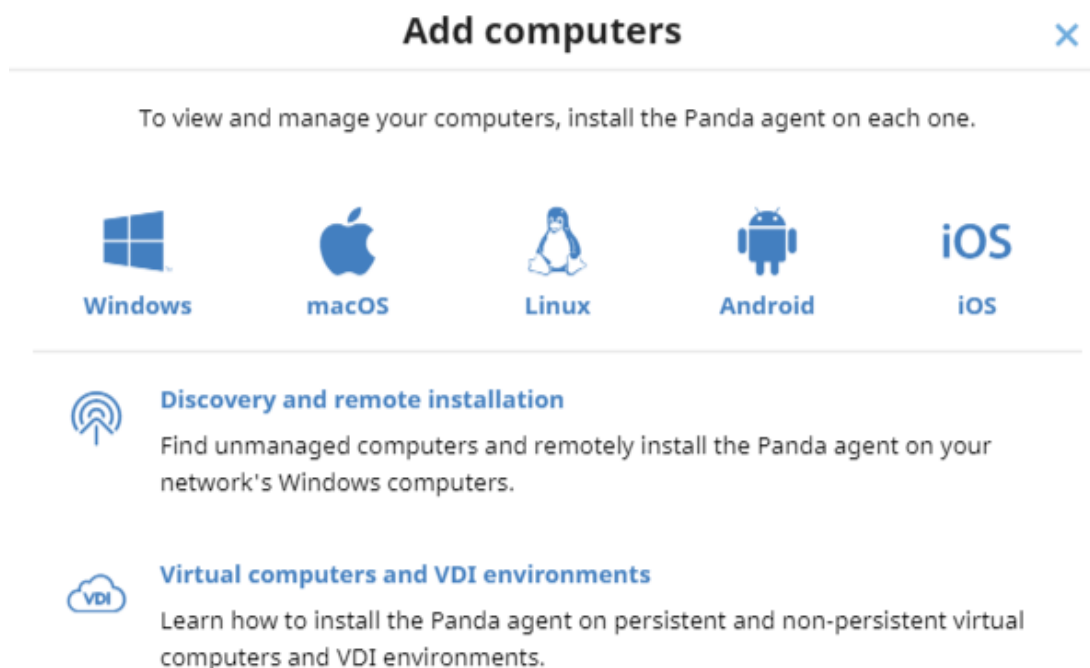 Add computers
To view and manage your computers, install the Panda agent on each one.
iOS
Windows macOS Linux Android iOS
Discovery and remote installation
Find unmanaged computers and remotely install the Panda agent on your
network's Windows computers.
Virtual computers and VDI environments
VDI
Learn how to install the Panda agent on persistent and non-persistent virtual
computers and VDI environments.